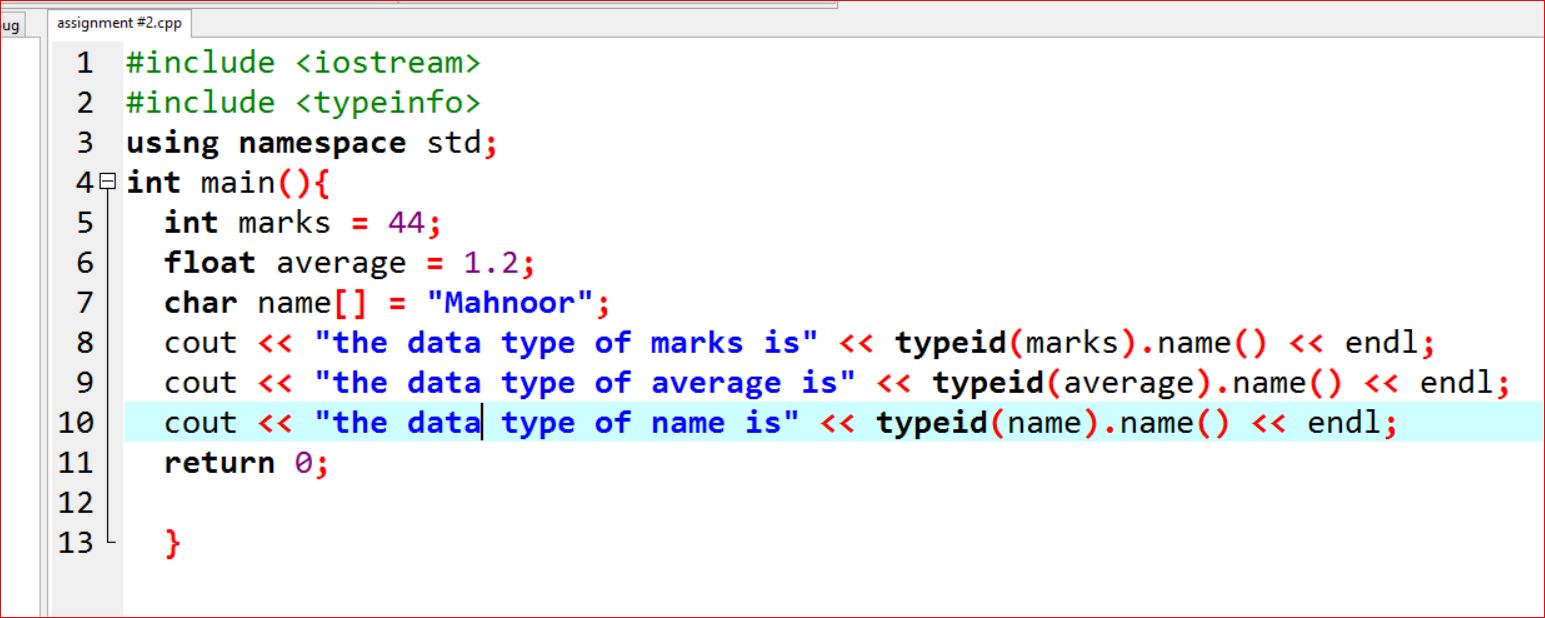 ug assignment #2.cpp
1 #include <iostream>
2 #include <typeinfo>
3 using namespace std;
4 int main(){
5 int marks = 44;
6 float average = 1.2;
7 char name[] = "Mahnoor";
8 cout << "the data type of marks is" << typeid(marks).name() << endl;
9 cout << "the data type of average is" << typeid(average).name() << endl;
10 cout << "the data type of name is" << typeid(name).name() << endl;
11 return 0;
12
13 }